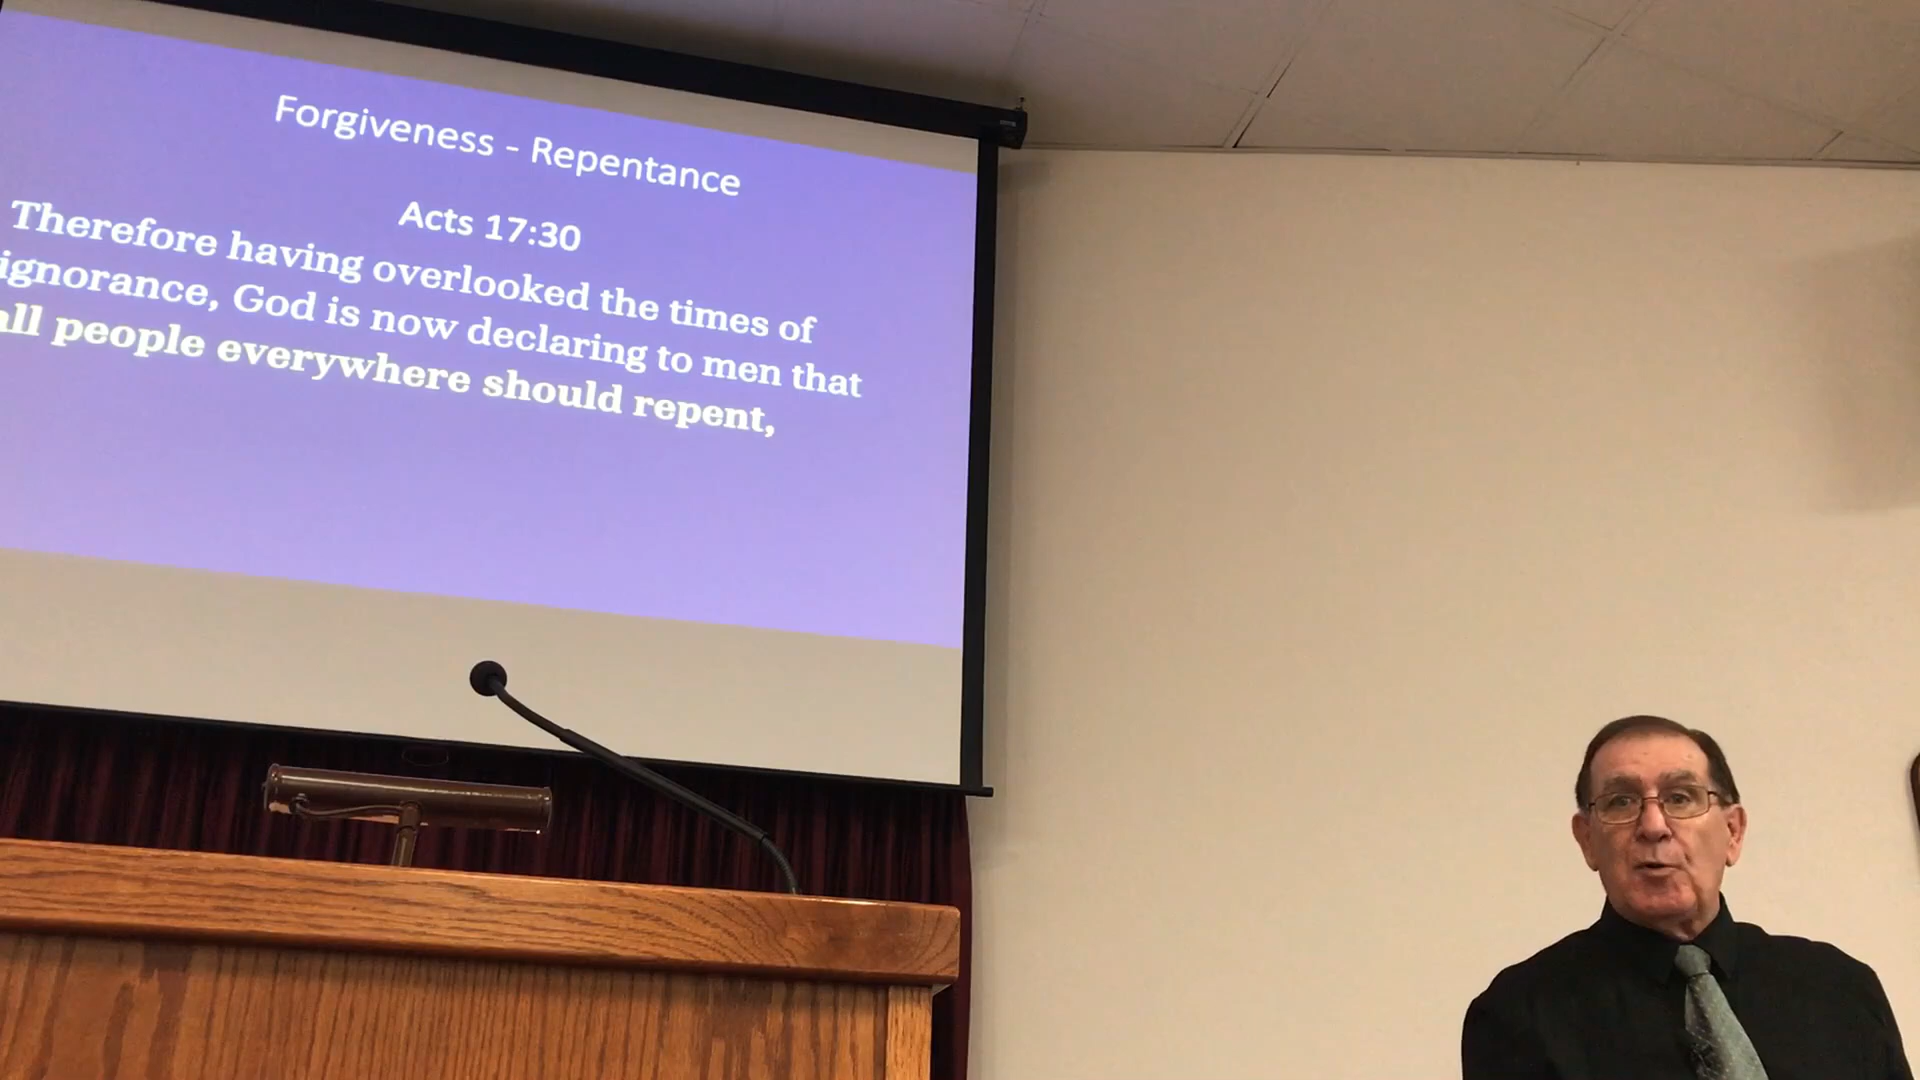 Forgiveness - Repentance
Acts 17:30
Therefore having overlooked the times of
ignorance, God is now declaring to men that
all people everywhere should repent,